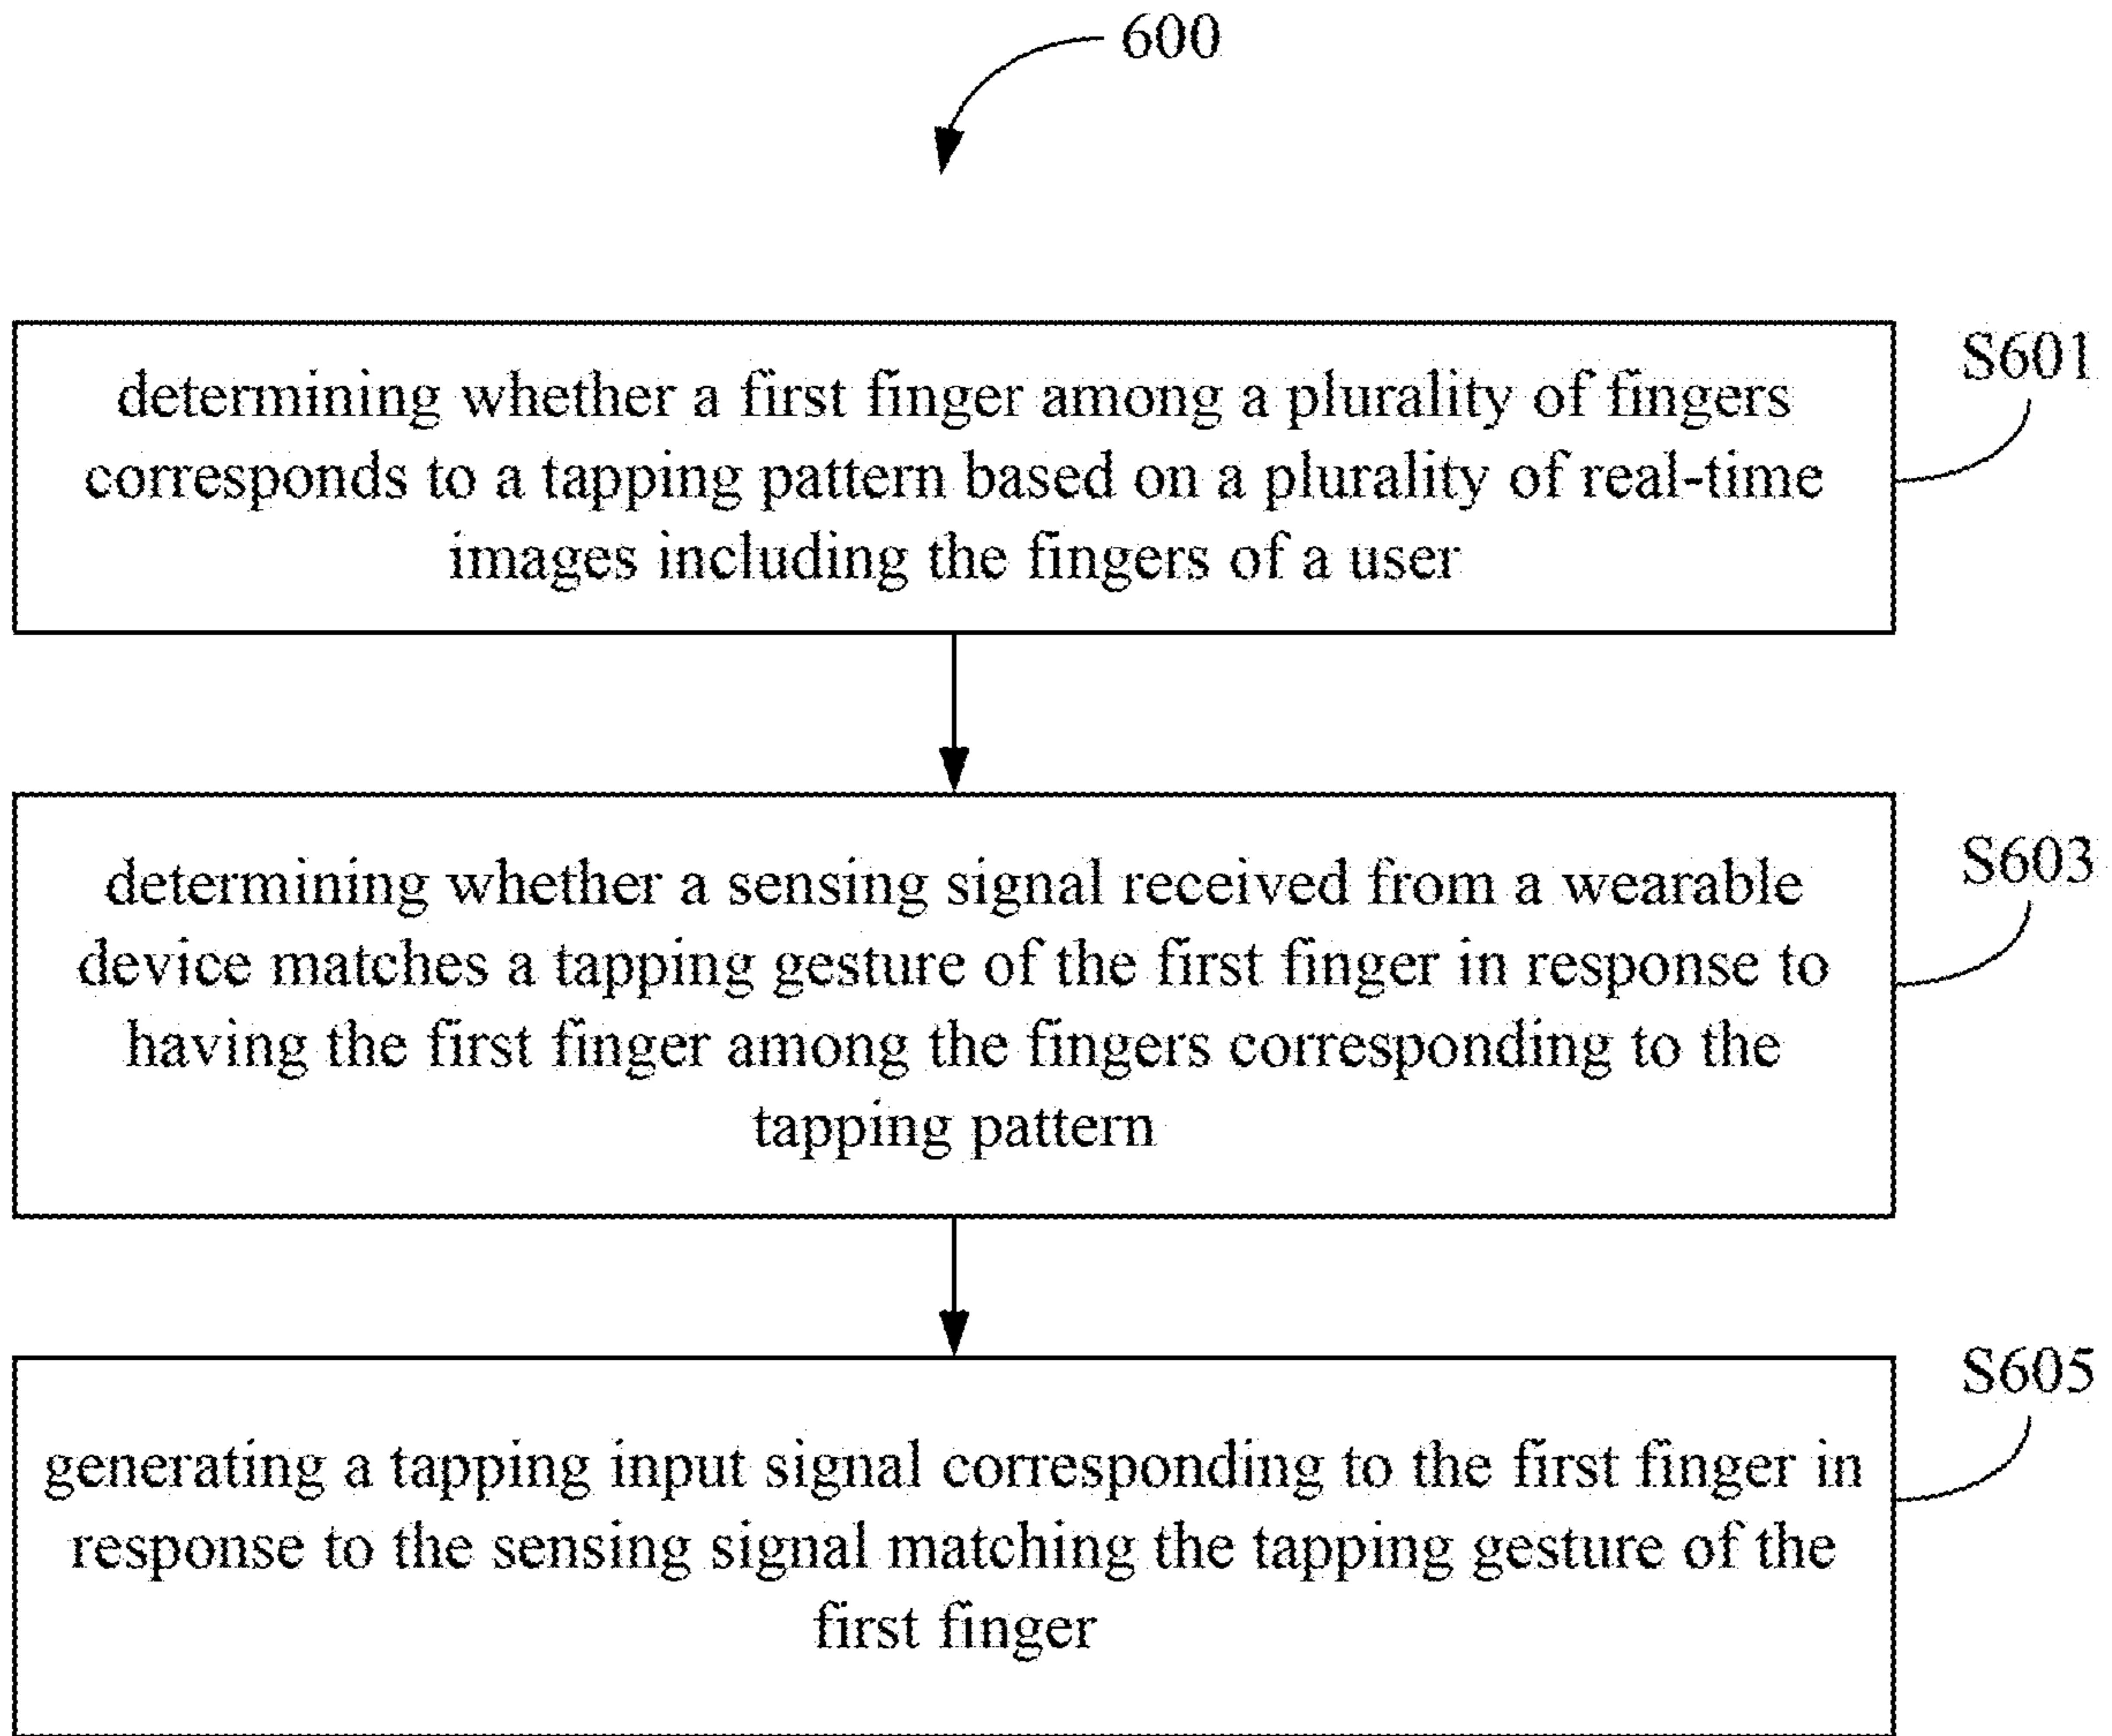 600
S601
determining whether a first finger among a plurality of fingers
corresponds to a tapping pattern based on a plurality of real-time
images including the fingers of a user
S603
determining whether a sensing signal received from a wearable
device matches a tapping gesture of the first finger in response to
having the first finger among the fingers corresponding to the
tapping pattern
S605
generating a tapping input signal corresponding to the first finger in
response to the sensing signal matching the tapping gesture of the
first finger